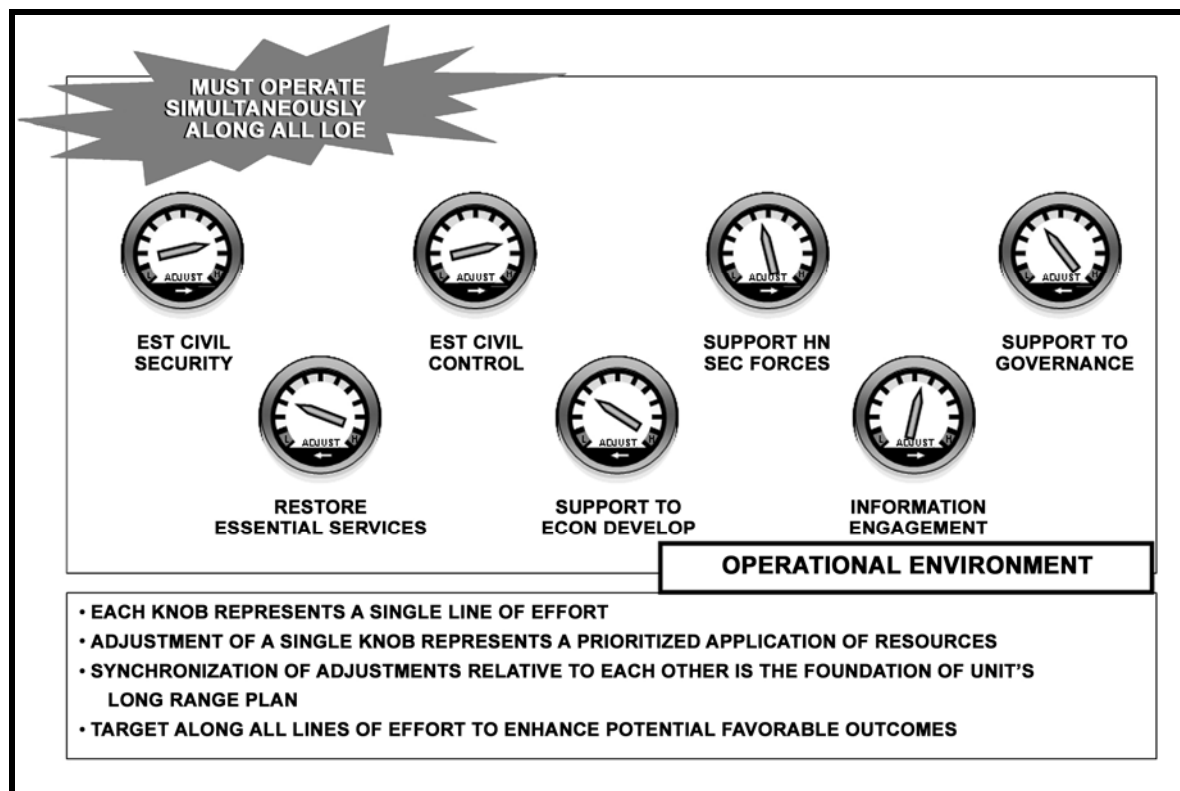 MUST OPERATE
SIMULTANEOUSLY
ALONG ALL LOE
L ADJUST H
EST CIVIL
SECURITY
L ADJUST H
EST CIVIL
CONTROL
L ADJUST H
SUPPORT HN
SEC FORCES
L ADJUST H
SUPPORT TO
GOVERNANCE
L ADJUST H
RESTORE
ESSENTIAL SERVICES
L ADJUST H
SUPPORT TO
ECON DEVELOP
L ADJUST H
INFORMATION
ENGAGEMENT
OPERATIONAL ENVIRONMENT
• EACH KNOB REPRESENTS A SINGLE LINE OF EFFORT
• ADJUSTMENT OF A SINGLE KNOB REPRESENTS A PRIORITIZED APPLICATION OF RESOURCES
• SYNCHRONIZATION OF ADJUSTMENTS RELATIVE TO EACH OTHER IS THE FOUNDATION OF UNIT'S
LONG RANGE PLAN
• TARGET ALONG ALL LINES OF EFFORT TO ENHANCE POTENTIAL FAVORABLE OUTCOMES